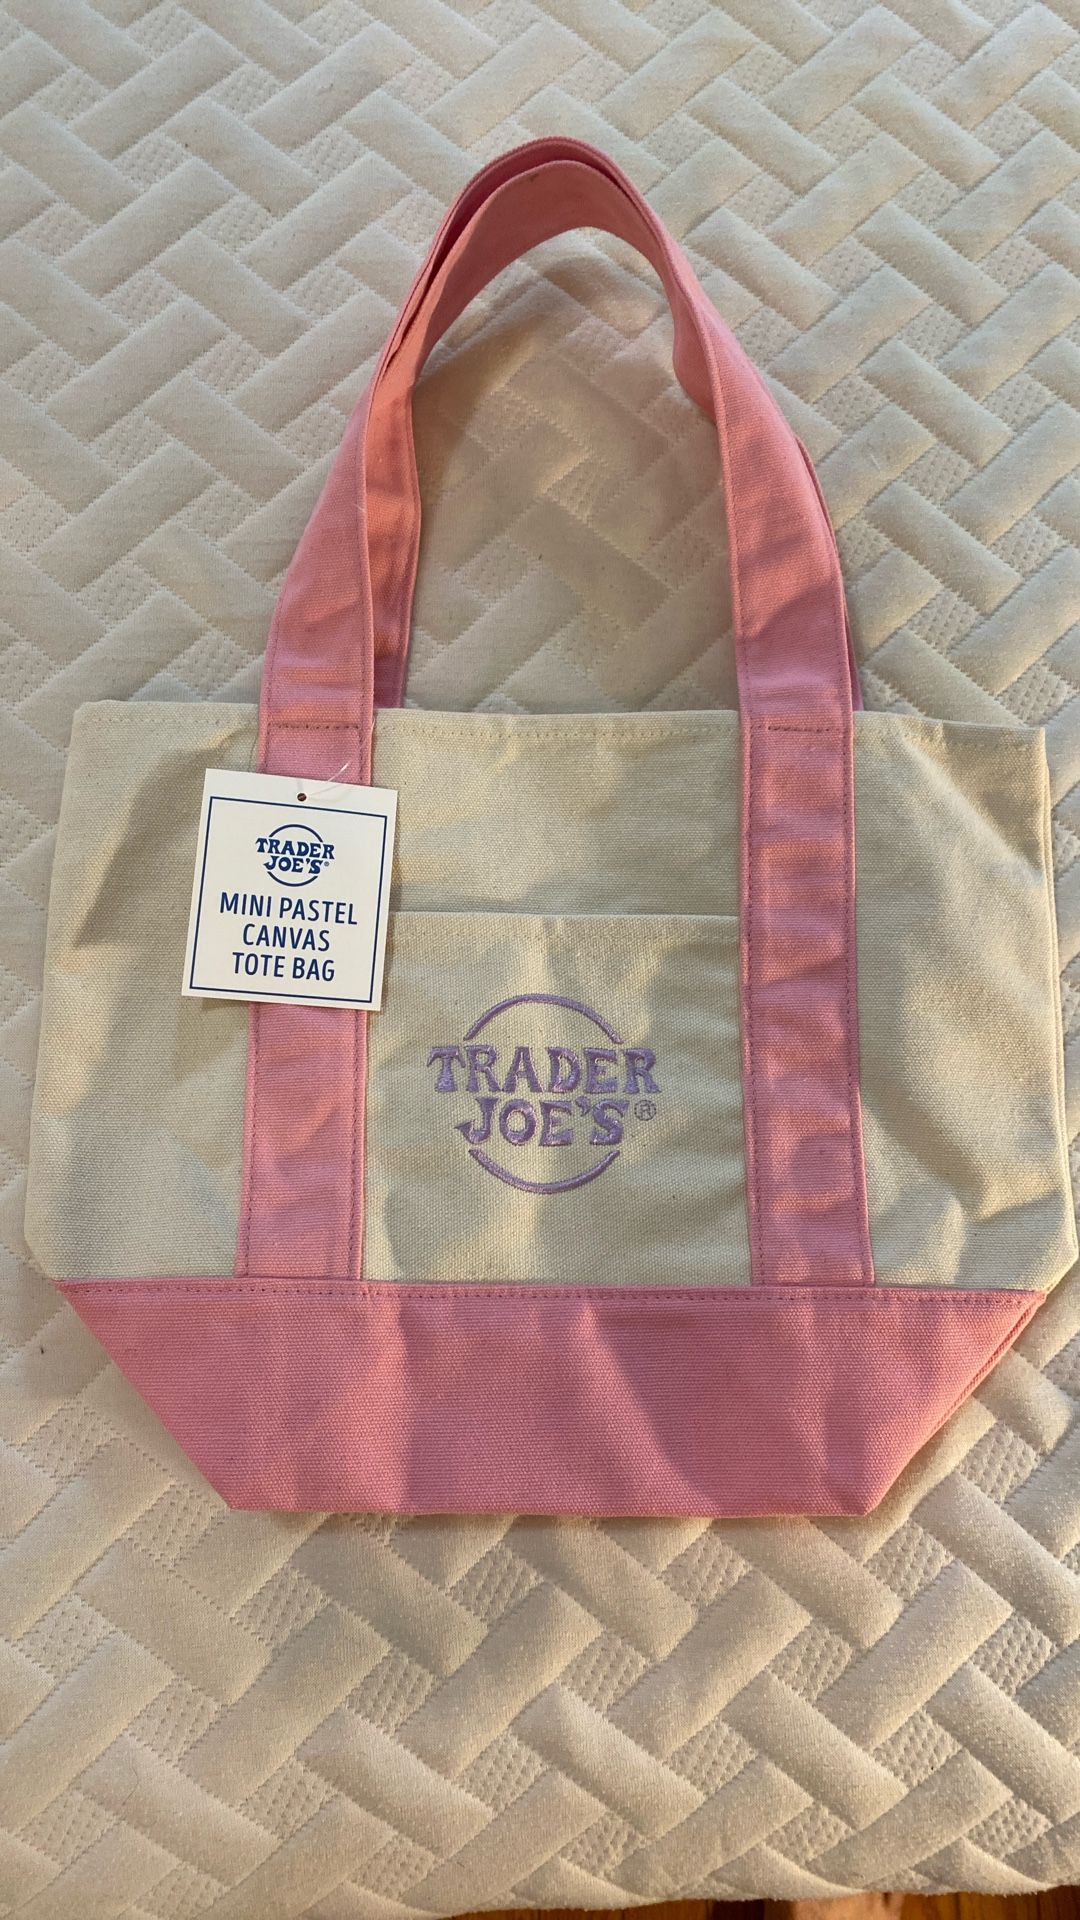 TRADER
JOE'S®
MINI PASTEL
CANVAS
TOTE BAG
TRADER
JOE'S®